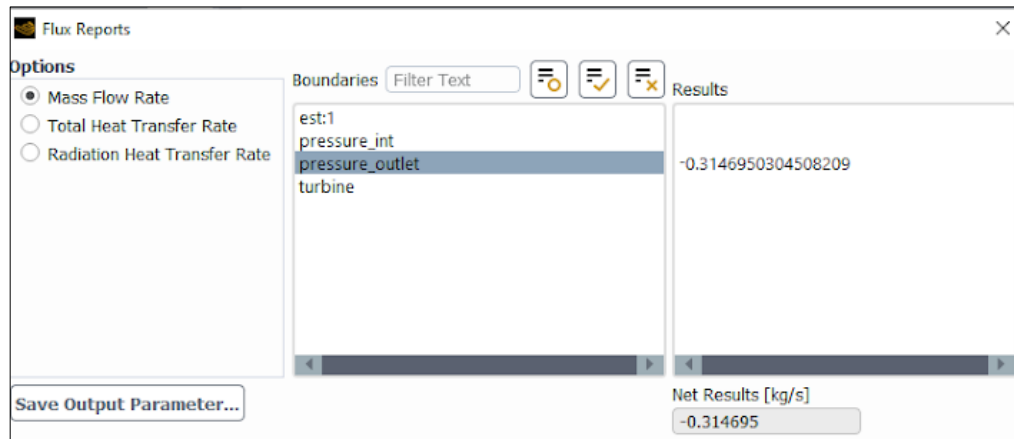 Flux Reports
Options
Mass Flow Rate
Total Heat Transfer Rate
Radiation Heat Transfer Rate
Save Output Parameter...
Boundaries Filter Text
est:1
pressure_int
pressure_outlet
turbine
Results
-0.3146950304508209
Net Results [kg/s]
-0.314695